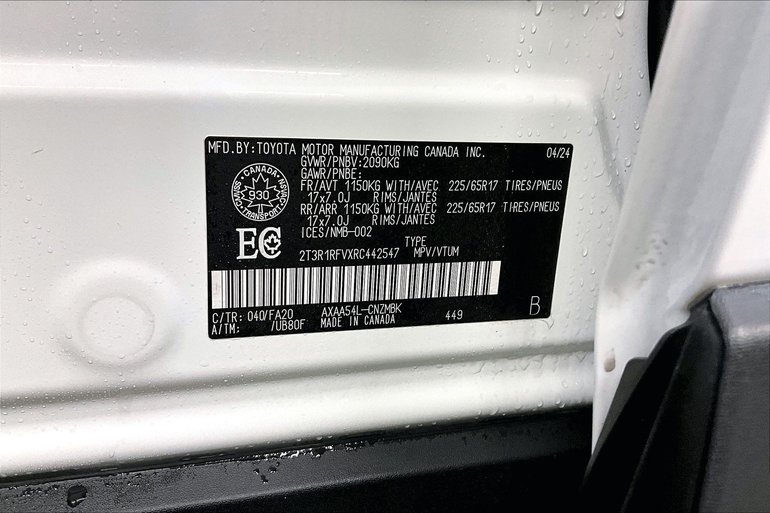 MFD.BY:TOYOTA MOTOR MANUFACTURING CANADA INC. 04/24
GVWR/PNBV:2090KG
GAWR/PNBE:
FR/AVT 1150KG WITH/AVEC 225/65R17 TIRES/PNEUS
17x7.0J RIMS/JANTES
RR/ARR 1150KG WITH/AVEC 225/65R17 TIRES/PNEUS
17x7.0J RIMS/JANTES
ICES/NMB-002
CANADA
930
TRANSPORT
CMVSS
NSVAC
EC
TYPE
2T3R1RFVXRC442547 MPV/VTUM
C/TR: 040/FA20 AXAA54L-CNZMBK
A/TM: /UB80F MADE IN CANADA 449
B